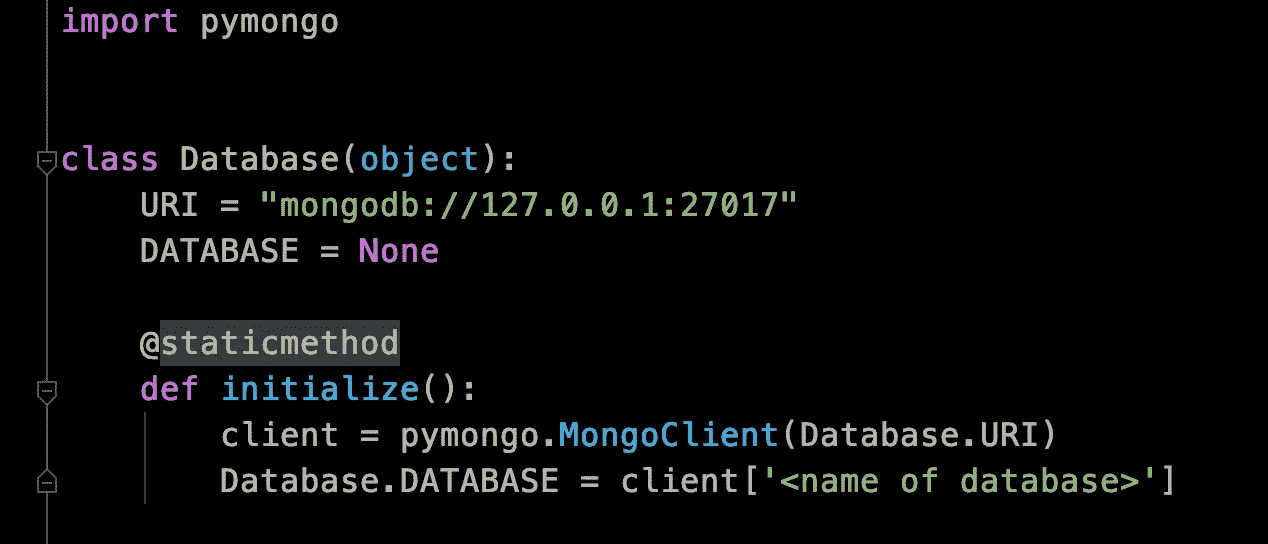 import pymongo
class Database(object):
    URI = "mongodb://127.0.0.1:27017"
    DATABASE = None
    @staticmethod
    def initialize():
        client = pymongo.MongoClient(Database.URI)
        Database.DATABASE = client['<name of database>']